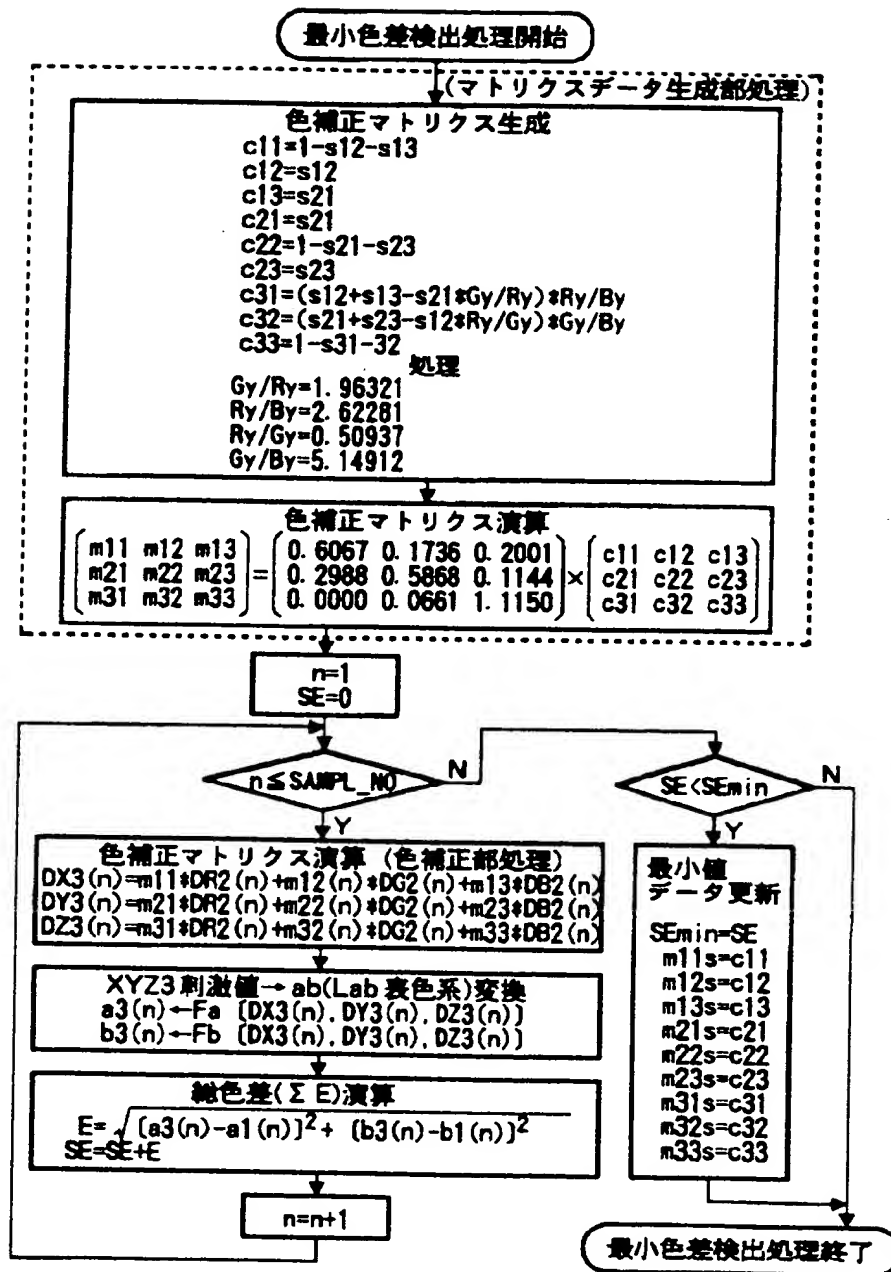 最小色差検出処理開始
(マトリクスデータ生成部処理)
色補正マトリクス生成
c11=1-s12-s13
c12=s12
c13=s21
c21=s21
c22=1-s21-s23
c23=s23
c31=(s12+s13-s21*Gy/Ry)*Ry/By
c32=(s21+s23-s12*Ry/Gy)*Gy/By
c33=1-s31-32
処理
Gy/Ry=1.96321
Ry/By=2.62281
Ry/Gy=0.50937
Gy/By=5.14912
色補正マトリクス演算
m11 m12 m13   0.6067 0.1736 0.2001   c11 c12 c13
m21 m22 m23 = 0.2988 0.5868 0.1144 × c21 c22 c23
m31 m32 m33   0.0000 0.0661 1.1150   c31 c32 c33
n=1
SE=0
n≦SAMPL_NO
N
Y
SE<SEmin
N
Y
色補正マトリクス演算 (色補正部処理)
DX3(n)=m11*DR2(n)+m12(n)*DG2(n)+m13*DB2(n)
DY3(n)=m21*DR2(n)+m22(n)*DG2(n)+m23*DB2(n)
DZ3(n)=m31*DR2(n)+m32(n)*DG2(n)+m33*DB2(n)
XYZ3刺激値→ab(Lab表色系)変換
a3(n)←Fa [DX3(n),DY3(n),DZ3(n)]
b3(n)←Fb [DX3(n),DY3(n),DZ3(n)]
総色差(ΣE)演算
E=√[a3(n)-a1(n)]²+ [b3(n)-b1(n)]²
SE=SE+E
n=n+1
最小値
データ更新
SEmin=SE
m11s=c11
m12s=c12
m13s=c13
m21s=c21
m22s=c22
m23s=c23
m31s=c31
m32s=c32
m33s=c33
最小色差検出処理終了